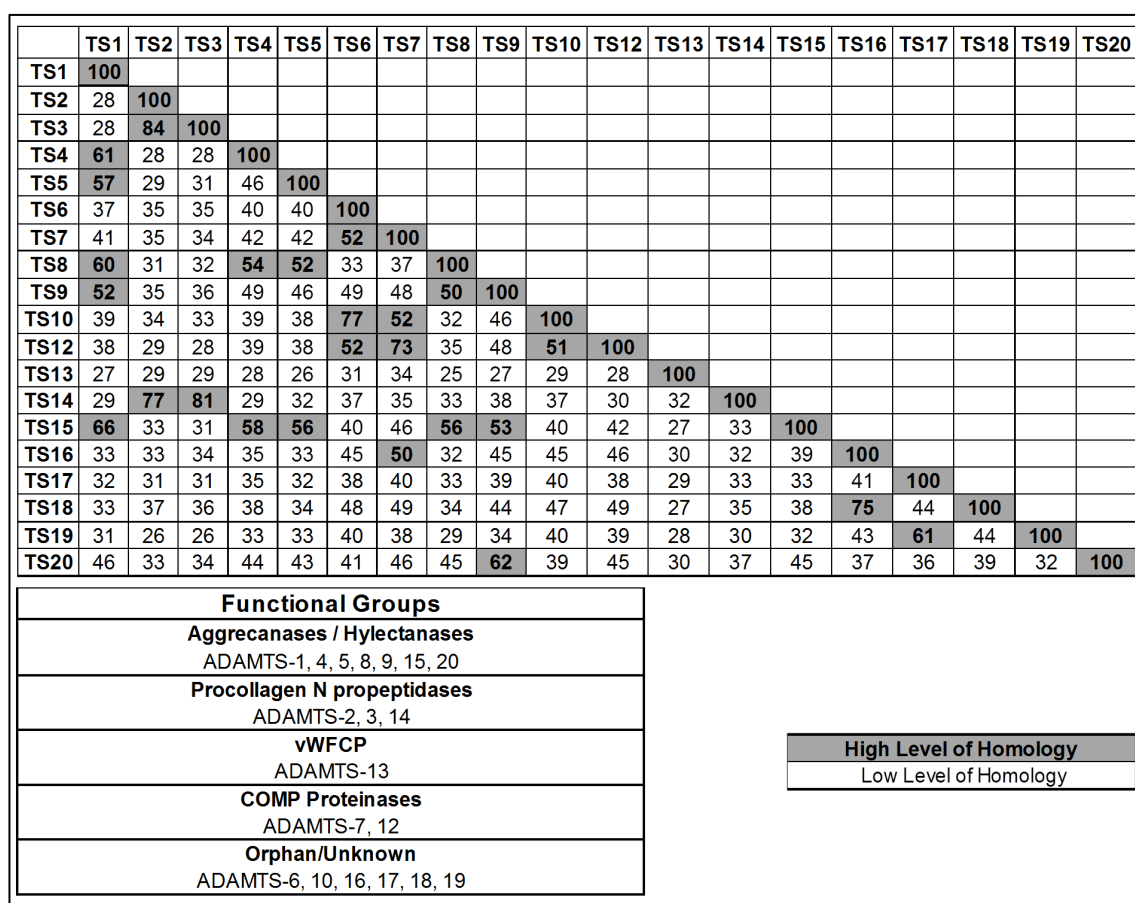 TS1 TS2 TS3 TS4 TS5 TS6 TS7 TS8 TS9 TS10 TS12 TS13 TS14 TS15 TS16 TS17 TS18 TS19 TS20
TS1 100
TS2 28 100
TS3 28 84 100
TS4 61 28 28 100
TS5 57 29 31 46 100
TS6 37 35 35 40 40 100
TS7 41 35 34 42 42 52 100
TS8 60 31 32 54 52 33 37 100
TS9 52 35 36 49 46 49 48 50 100
TS10 39 34 33 39 38 77 52 32 46 100
TS12 38 29 28 39 38 52 73 35 48 51 100
TS13 27 29 29 28 26 31 34 25 27 29 28 100
TS14 29 77 81 29 32 37 35 33 38 37 30 32 100
TS15 66 33 31 58 56 40 46 56 53 40 42 27 33 100
TS16 33 33 34 35 33 45 50 32 45 45 46 30 32 39 100
TS17 32 31 31 35 32 38 40 33 39 40 38 29 33 33 41 100
TS18 33 37 36 38 34 48 49 34 44 47 49 27 35 38 75 44 100
TS19 31 26 26 33 33 40 38 29 34 40 39 28 30 32 43 61 44 100
TS20 46 33 34 44 43 41 46 45 62 39 45 30 37 45 37 36 39 32 100
Functional Groups
Aggrecanases / Hylectanases
ADAMTS-1, 4, 5, 8, 9, 15, 20
Procollagen N propeptidases
ADAMTS-2, 3, 14
vWFCP
ADAMTS-13
COMP Proteinases
ADAMTS-7, 12
Orphan/Unknown
ADAMTS-6, 10, 16, 17, 18, 19
High Level of Homology
Low Level of Homology